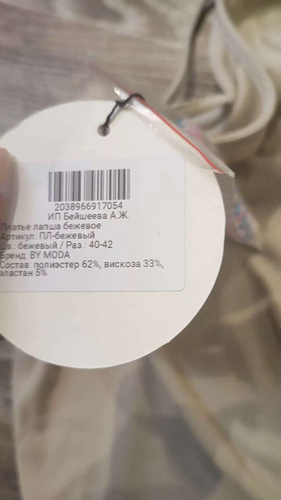 2038966917054
ИП Бейшеева А.Ж.
Платье лапша бежевое
Артикул: ПЛ-бежевый
Цв.: бежевый / Раз.: 40-42
Бренд: BY MODA
Состав: полиэстер 62%, вискоза 33%,
эластан 5%